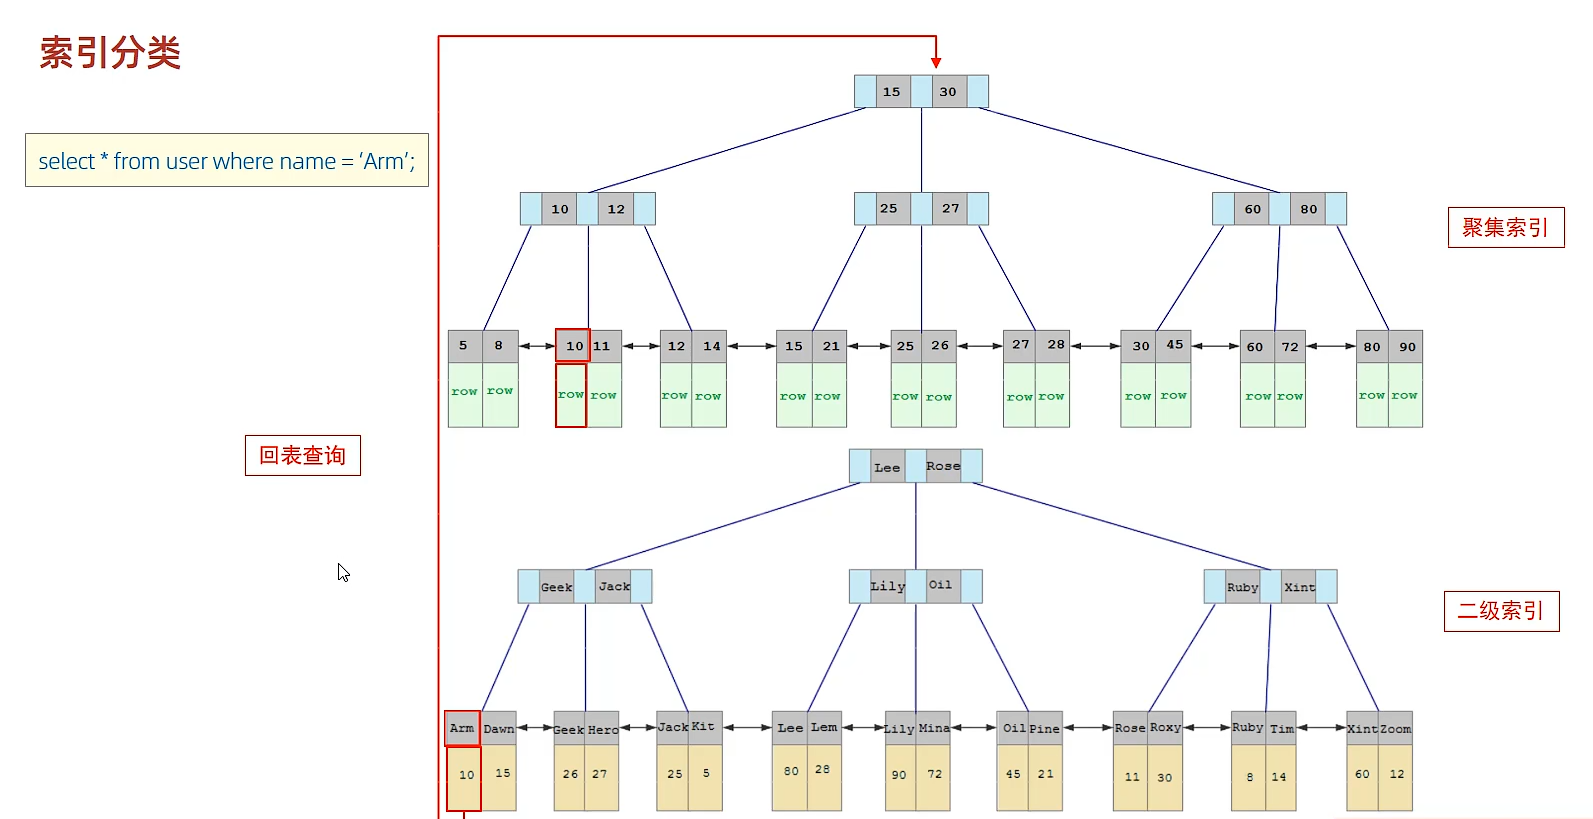 索引分类
select * from user where name = ‘Arm’;
15 30
10 12 25 27 60 80
聚集索引
5 8 10 11 12 14 15 21 25 26 27 28 30 45 60 72 80 90
row row row row row row row row row row row row row row row row row row
回表查询
Lee Rose
Geek Jack Lily Oil Ruby Xint
二级索引
Arm Dawn Geek Hero Jack Kit Lee Lem Lily Mina Oil Pine Rose Roxy Ruby Tim Xint Zoom
10 15 26 27 25 5 80 28 90 72 45 21 11 30 8 14 60 12